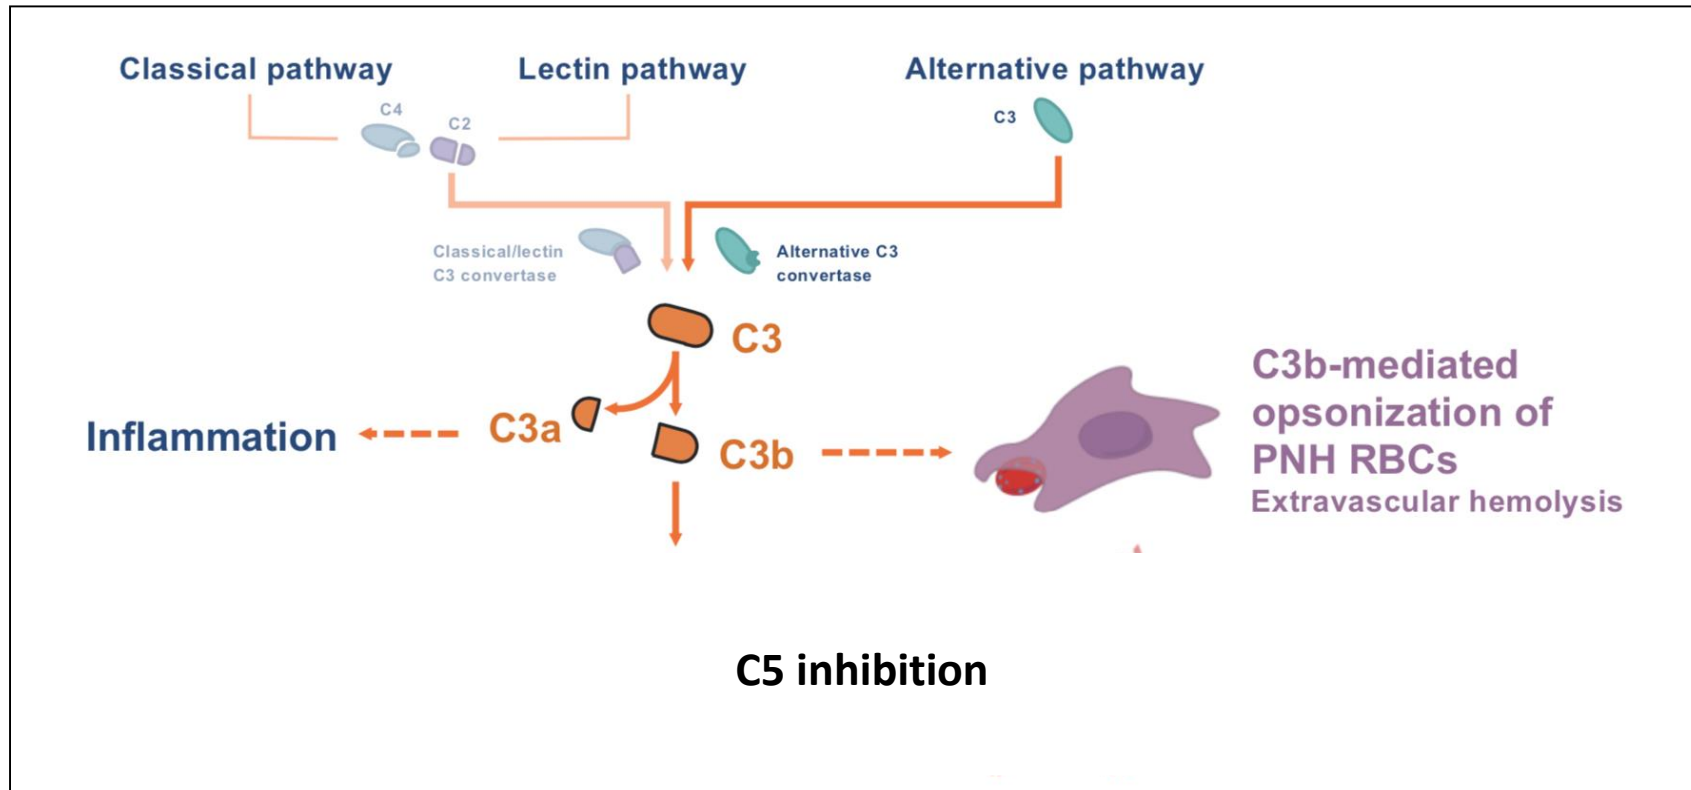 Classical pathway
Lectin pathway
Alternative pathway
C4
C2
C3
Classical/lectin
C3 convertase
Alternative C3
convertase
C3
C3a
C3b
Inflammation
C3b-mediated
opsonization of
PNH RBCs
Extravascular hemolysis
C5 inhibition